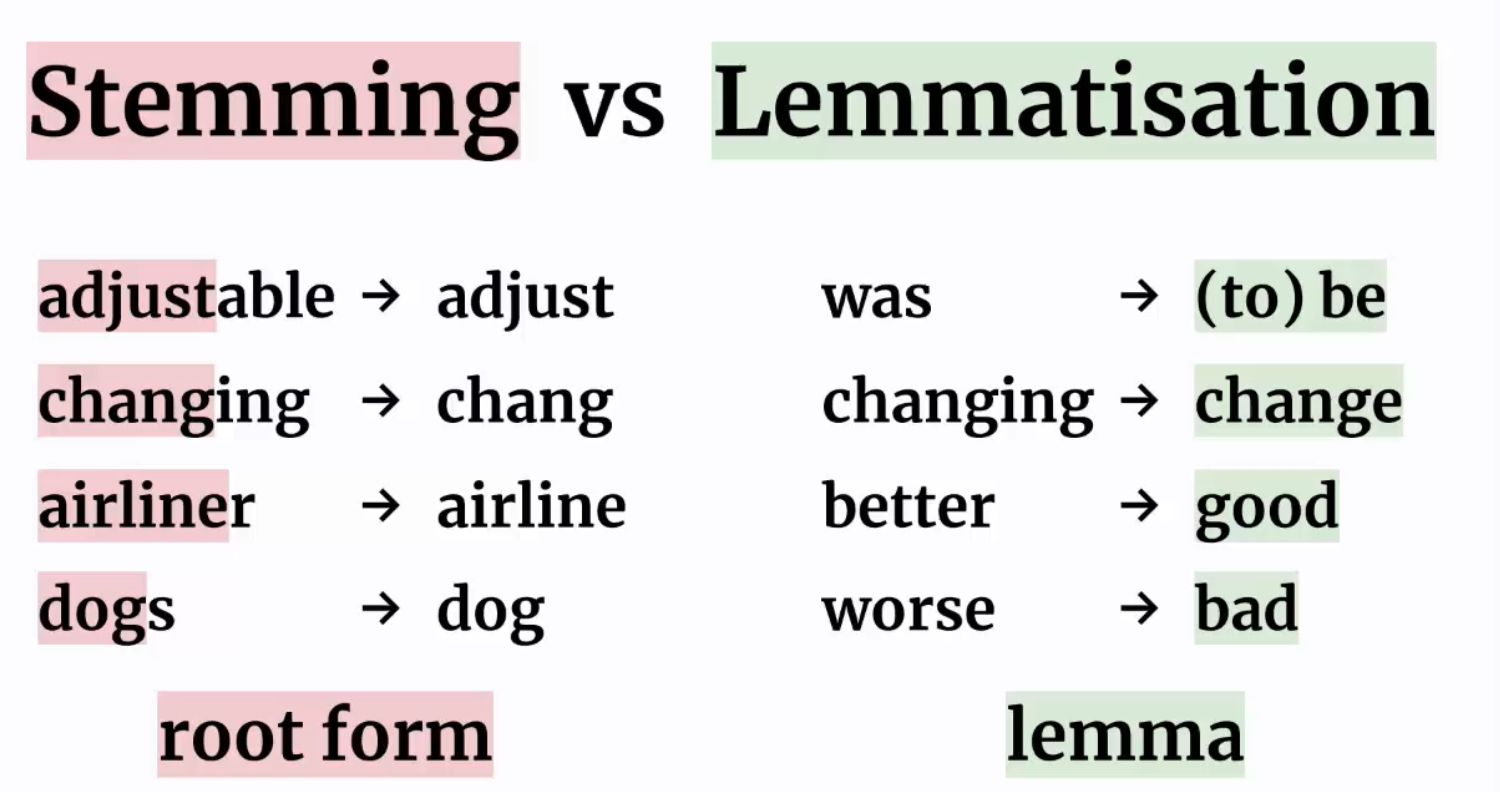 Stemming vs Lemmatisation
adjustable → adjust was → (to) be
changing → chang changing → change
airliner → airline better → good
dogs → dog worse → bad
root form lemma